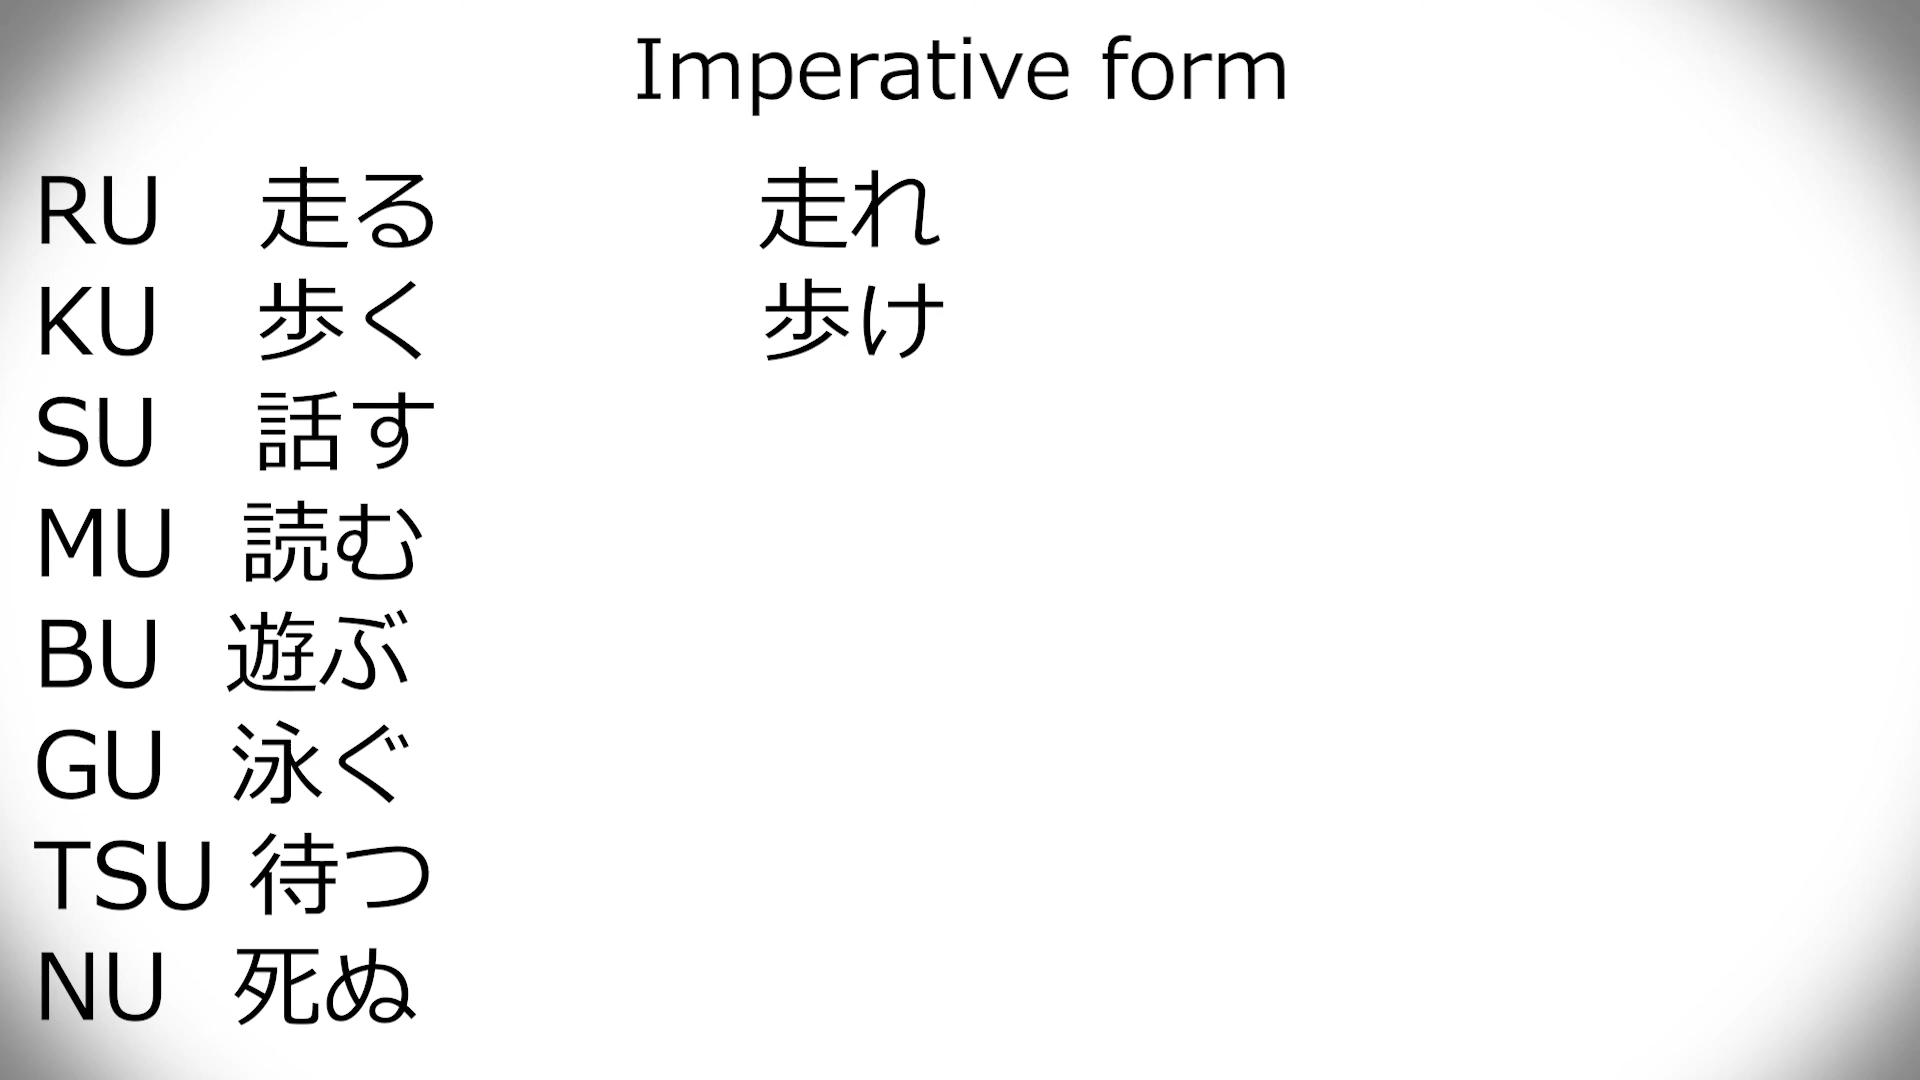 Imperative form
RU 走る 走れ
KU 歩く 歩け
SU 話す
MU 読む
BU 遊ぶ
GU 泳ぐ
TSU 待つ
NU 死ぬ